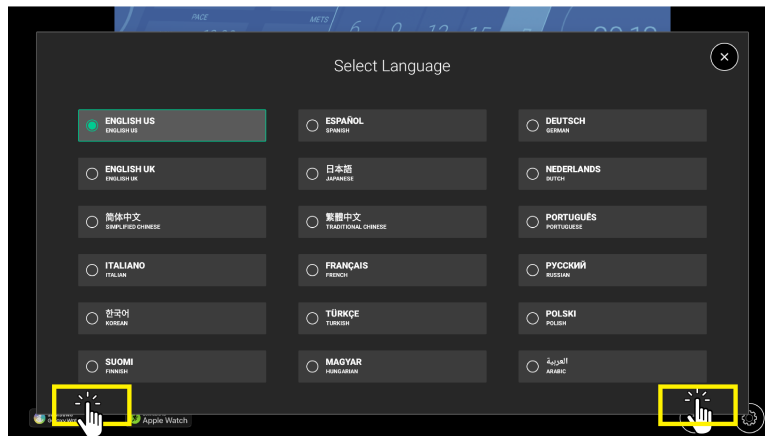 PACE
METS
Select Language
ENGLISH US
ENGLISH US
ESPAÑOL
SPANISH
DEUTSCH
GERMAN
ENGLISH UK
ENGLISH UK
日本語
JAPANESE
NEDERLANDS
DUTCH
简体中文
SIMPLIFIED CHINESE
繁體中文
TRADITIONAL CHINESE
PORTUGUÊS
PORTUGUESE
ITALIANO
ITALIAN
FRANÇAIS
FRENCH
РУССКИЙ
RUSSIAN
한국어
KOREAN
TÜRKÇE
TURKISH
POLSKI
POLISH
SUOMI
FINNISH
MAGYAR
HUNGARIAN
العربية
ARABIC
Apple Watch